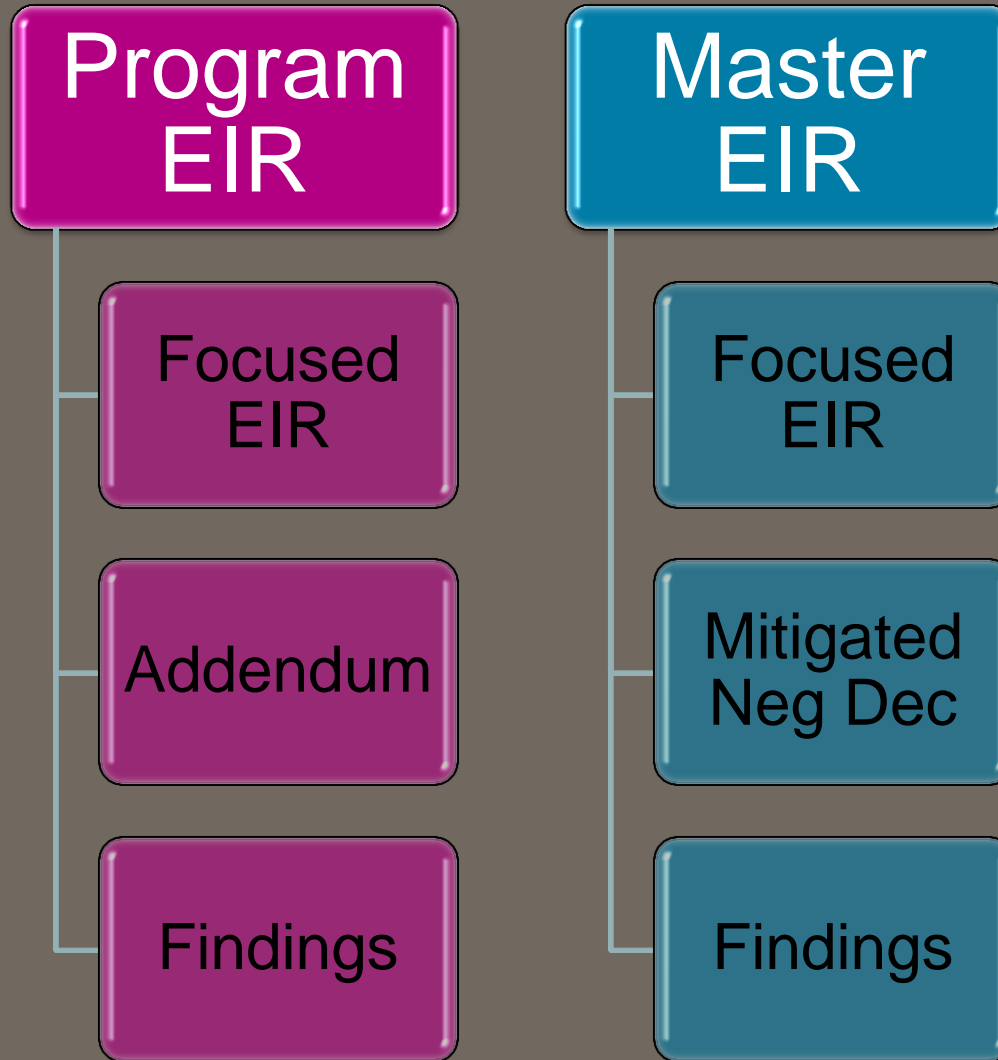 Program
EIR
Focused
EIR
Addendum
Findings
Master
EIR
Focused
EIR
Mitigated
Neg Dec
Findings